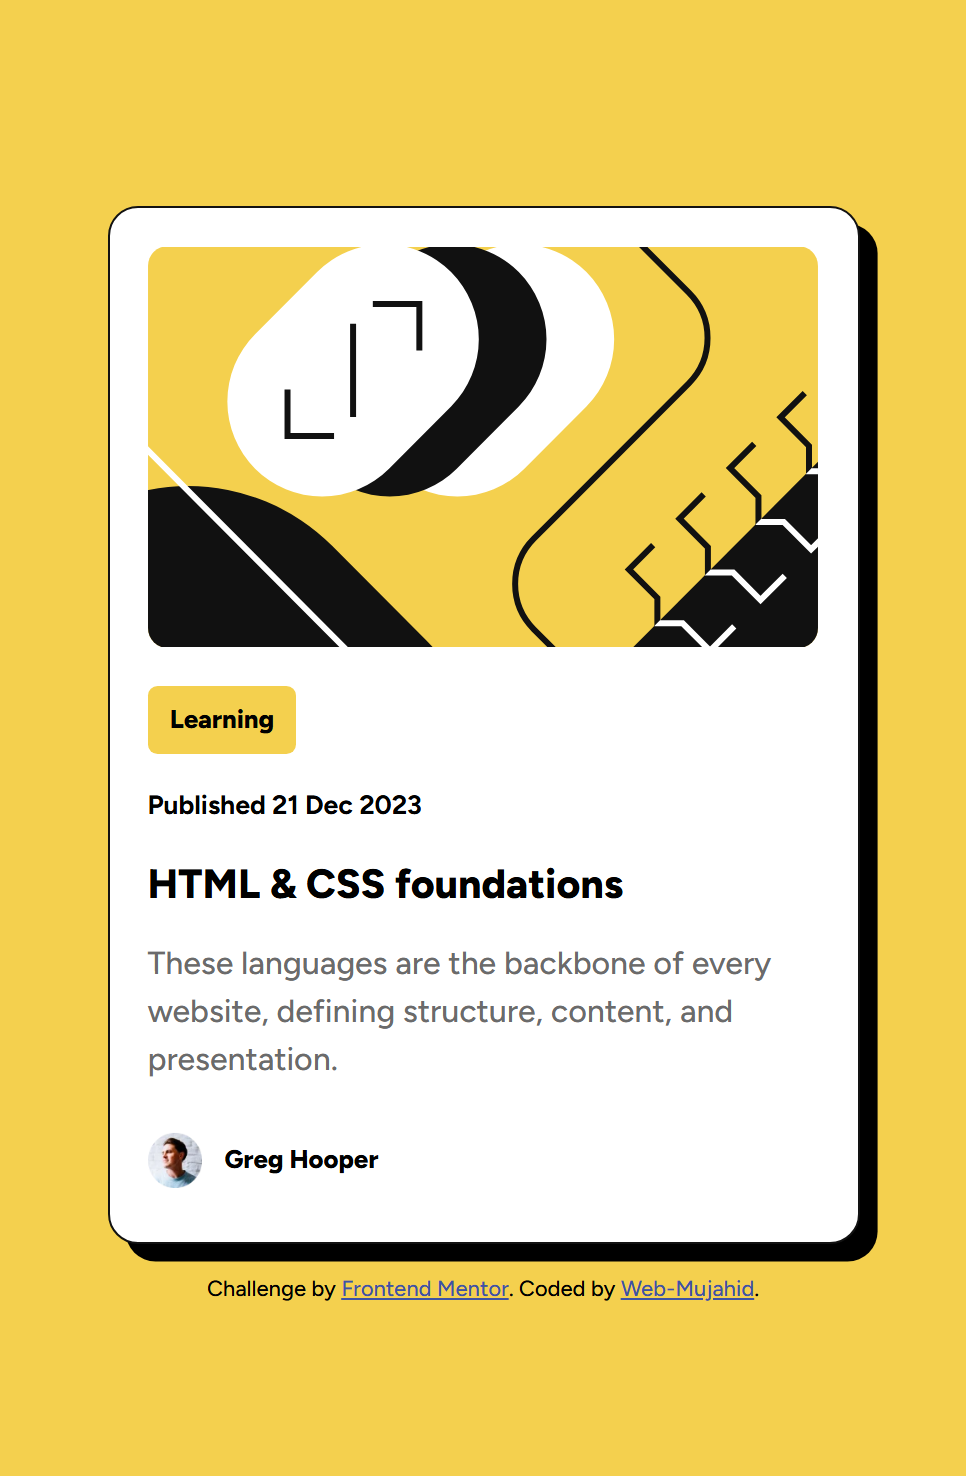 Learning
Published 21 Dec 2023
HTML & CSS foundations
These languages are the backbone of every
website, defining structure, content, and
presentation.
Greg Hooper
Challenge by Frontend Mentor. Coded by Web-Mujahid.